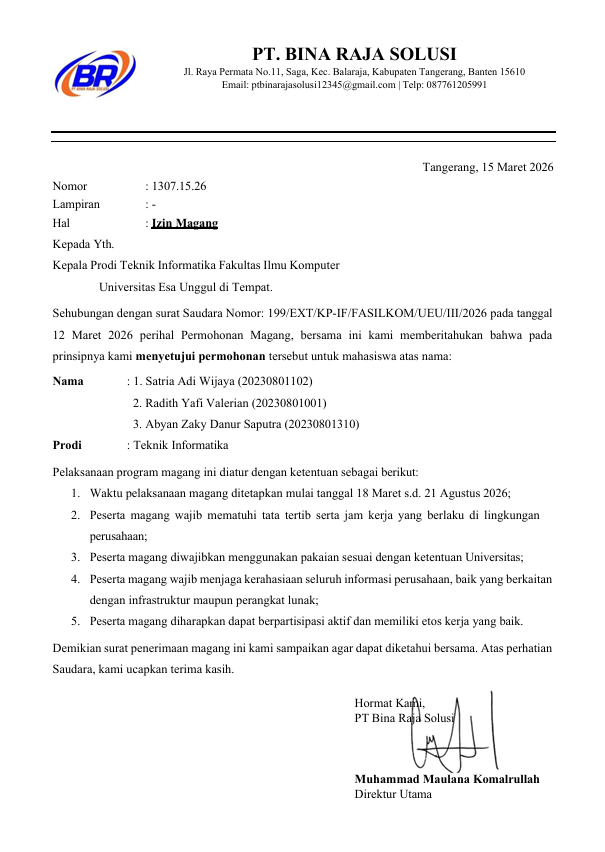 BR
PT BINA RAJA SOLUSI
PT. BINA RAJA SOLUSI
Jl. Raya Permata No.11, Saga, Kec. Balaraja, Kabupaten Tangerang, Banten 15610
Email: ptbinarajasolusi12345@gmail.com | Telp: 087761205991
Tangerang, 15 Maret 2026
Nomor : 1307.15.26
Lampiran : -
Hal : Izin Magang
Kepada Yth.
Kepala Prodi Teknik Informatika Fakultas Ilmu Komputer
Universitas Esa Unggul di Tempat.
Sehubungan dengan surat Saudara Nomor: 199/EXT/KP-IF/FASILKOM/UEU/III/2026 pada tanggal
12 Maret 2026 perihal Permohonan Magang, bersama ini kami memberitahukan bahwa pada
prinsipnya kami menyetujui permohonan tersebut untuk mahasiswa atas nama:
Nama : 1. Satria Adi Wijaya (20230801102)
2. Radith Yafi Valerian (20230801001)
3. Abyan Zaky Danur Saputra (20230801310)
Prodi : Teknik Informatika
Pelaksanaan program magang ini diatur dengan ketentuan sebagai berikut:
1. Waktu pelaksanaan magang ditetapkan mulai tanggal 18 Maret s.d. 21 Agustus 2026;
2. Peserta magang wajib mematuhi tata tertib serta jam kerja yang berlaku di lingkungan
perusahaan;
3. Peserta magang diwajibkan menggunakan pakaian sesuai dengan ketentuan Universitas;
4. Peserta magang wajib menjaga kerahasiaan seluruh informasi perusahaan, baik yang berkaitan
dengan infrastruktur maupun perangkat lunak;
5. Peserta magang diharapkan dapat berpartisipasi aktif dan memiliki etos kerja yang baik.
Demikian surat penerimaan magang ini kami sampaikan agar dapat diketahui bersama. Atas perhatian
Saudara, kami ucapkan terima kasih.
Hormat Kami,
PT Bina Raja Solusi
Muhammad Maulana Komalrullah
Direktur Utama